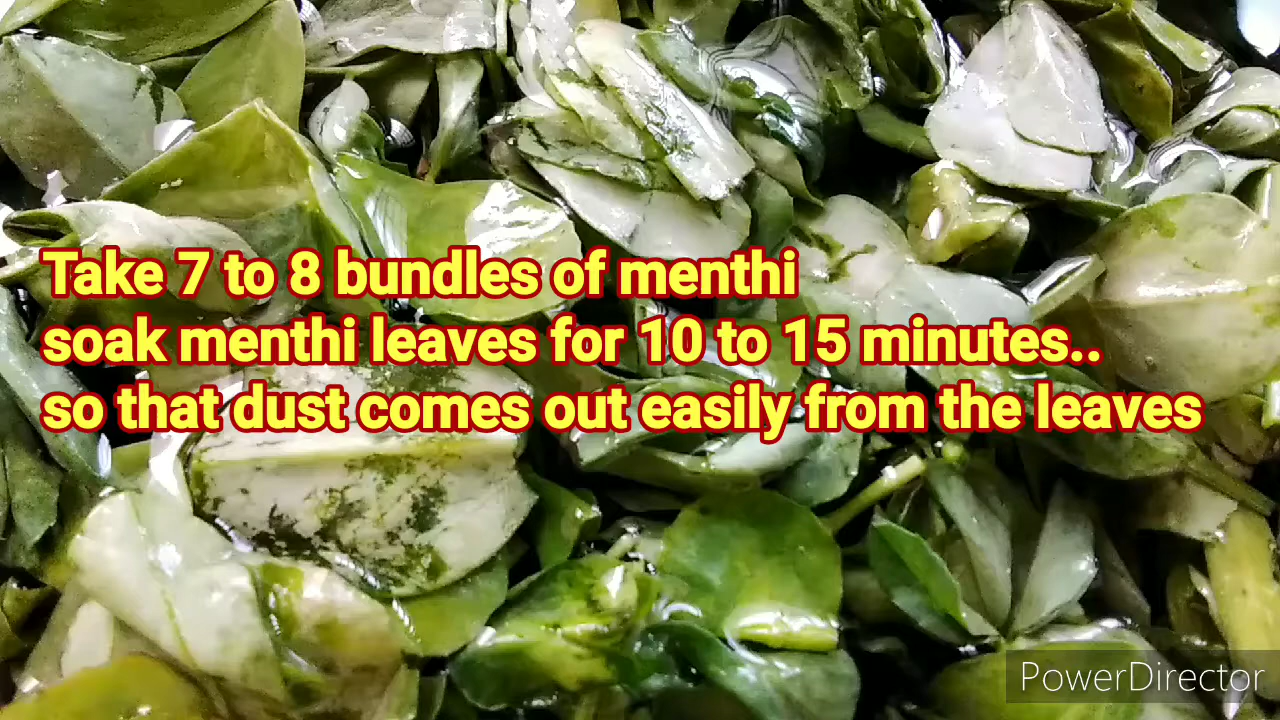 Take 7 to 8 bundles of menthi
soak menthi leaves for 10 to 15 minutes..
so that dust comes out easily from the leaves
PowerDirector